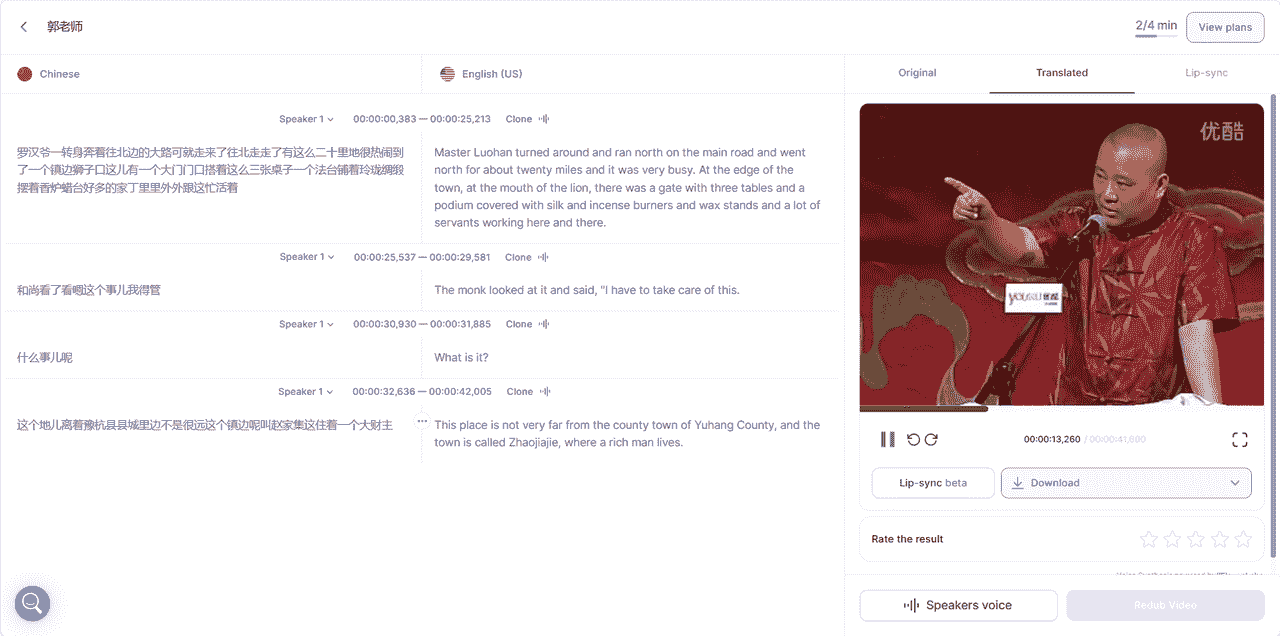 郭老师
2/4 min
View plans
Chinese
English (US)
Original
Translated
Lip-sync
Speaker 1
00:00:00,383 — 00:00:25,213
Clone
罗汉爷一转身奔着往北边的大路可就走来了往北走走了有这么二十里地很热闹到
了一个镇边狮子口这儿有一个大门门口搭着这么三张桌子一个法台铺着玲珑绸缎
摆着香炉蜡台好多的家丁里里外外跟这忙活着
Master Luohan turned around and ran north on the main road and went
north for about twenty miles and it was very busy. At the edge of the
town, at the mouth of the lion, there was a gate with three tables and a
podium covered with silk and incense burners and wax stands and a lot of
servants working here and there.
Speaker 1
00:00:25,537 — 00:00:29,581
Clone
和尚看了看嗯这个事儿我得管
The monk looked at it and said, "I have to take care of this.
Speaker 1
00:00:30,930 — 00:00:31,885
Clone
什么事儿呢
What is it?
Speaker 1
00:00:32,636 — 00:00:42,005
Clone
这个地儿离着豫杭县县城里边不是很远这个镇边呢叫赵家集这住着一个大财主
This place is not very far from the county town of Yuhang County, and the
town is called Zhaojiajie, where a rich man lives.
优酷
YOUKU 优酷
00:00:13,260 / 00:00:41,690
Lip-sync beta
Download
Rate the result
Speakers voice
Redub Video